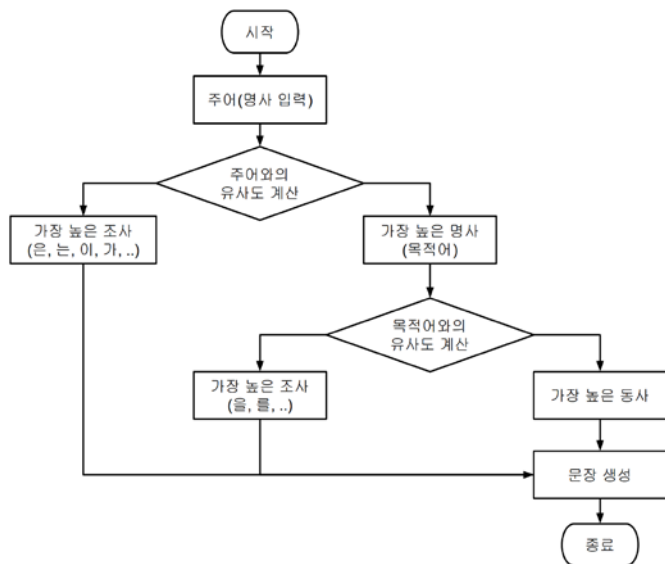 시작
주어(명사 입력)
주어와의
유사도 계산
가장 높은 조사
(은, 는, 이, 가, ..)
가장 높은 명사
(목적어)
목적어와의
유사도 계산
가장 높은 조사
(을, 를, ..)
가장 높은 동사
문장 생성
종료